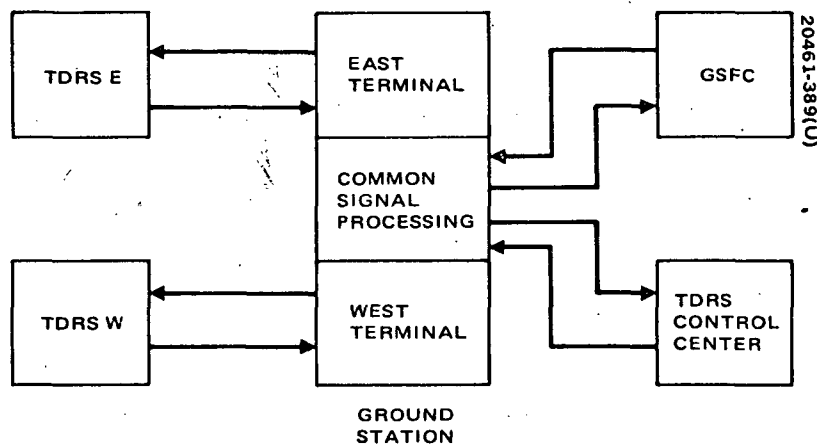 TDRS E
EAST
TERMINAL
GSFC
20461-389(U)
COMMON
SIGNAL
PROCESSING
TDRS W
WEST
TERMINAL
TDRS
CONTROL
CENTER
GROUND
STATION